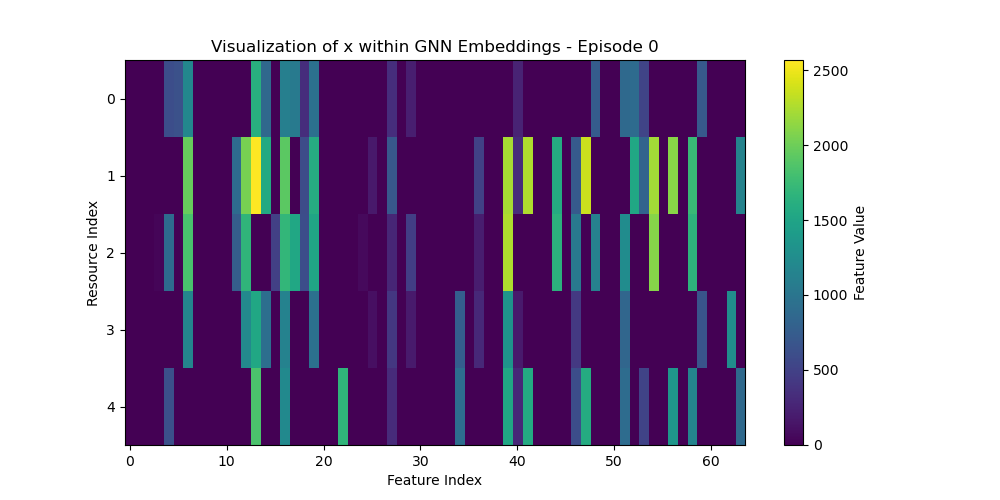 Visualization of x within GNN Embeddings - Episode 0
Resource Index
0
1
2
3
4
0 10 20 30 40 50 60
Feature Index
2500
2000
1500
1000
500
0
Feature Value